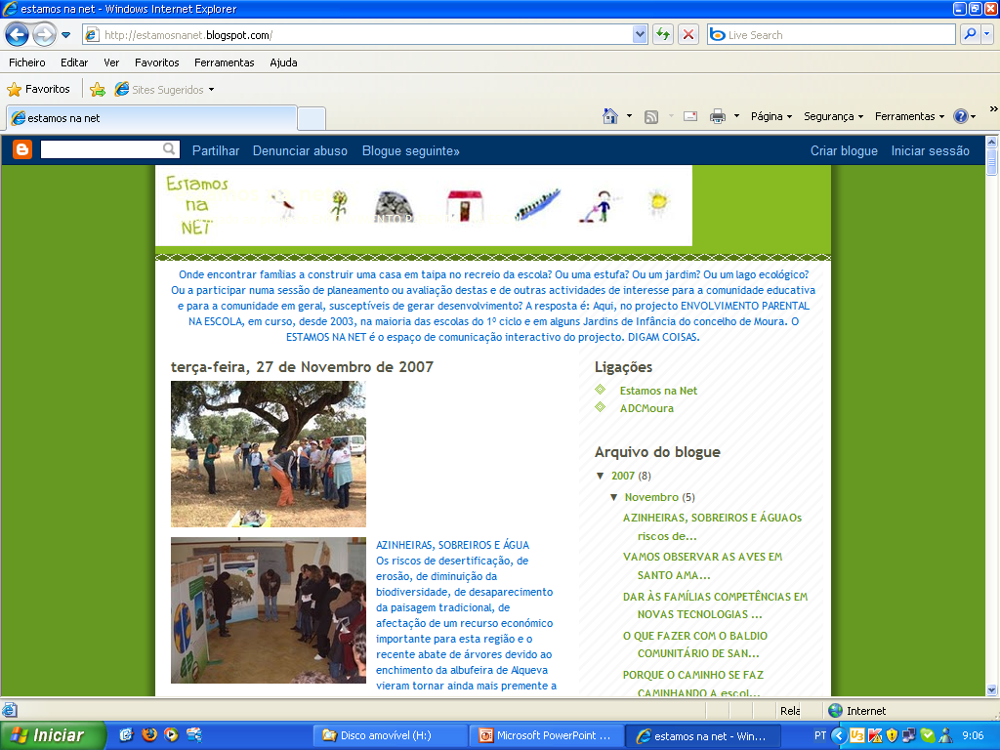 estamos na net - Windows Internet Explorer
http://estamosnanet.blogspot.com/
Live Search
Ficheiro Editar Ver Favoritos Ferramentas Ajuda
Favoritos Sites Sugeridos
estamos na net
Página Segurança Ferramentas
Partilhar Denunciar abuso Blogue seguinte» Criar blogue Iniciar sessão
Estamos
na
NET
Onde encontrar famílias a construir uma casa em taipa no recreio da escola? Ou uma estufa? Ou um jardim? Ou um lago ecológico?
Ou a participar numa sessão de planeamento ou avaliação destas e de outras actividades de interesse para a comunidade educativa
e para a comunidade em geral, susceptíveis de gerar desenvolvimento? A resposta é: Aqui, no projecto ENVOLVIMENTO PARENTAL
NA ESCOLA, em curso, desde 2003, na maioria das escolas do 1º ciclo e em alguns Jardins de Infância do concelho de Moura. O
ESTAMOS NA NET é o espaço de comunicação interactivo do projecto. DIGAM COISAS.
terça-feira, 27 de Novembro de 2007
AZINHEIRAS, SOBREIROS E ÁGUA
Os riscos de desertificação, de
erosão, de diminuição da
biodiversidade, de desaparecimento
da paisagem tradicional, de
afectação de um recurso económico
importante para esta região e o
recente abate de árvores devido ao
enchimento da albufeira de Alqueva
vieram tornar ainda mais premente a
Ligações
Estamos na Net
ADCMoura
Arquivo do blogue
▼ 2007 (8)
▼ Novembro (5)
AZINHEIRAS, SOBREIROS E ÁGUAOs
riscos de...
VAMOS OBSERVAR AS AVES EM
SANTO AMA...
DAR ÀS FAMÍLIAS COMPETÊNCIAS EM
NOVAS TECNOLOGIAS ...
O QUE FAZER COM O BALDIO
COMUNITÁRIO DE SAN...
PORQUE O CAMINHO SE FAZ
CAMINHANDO A escol...
Rela Internet
Iniciar Disco amovível (H:) Microsoft PowerPoint ... estamos na net - Win... PT 9:06